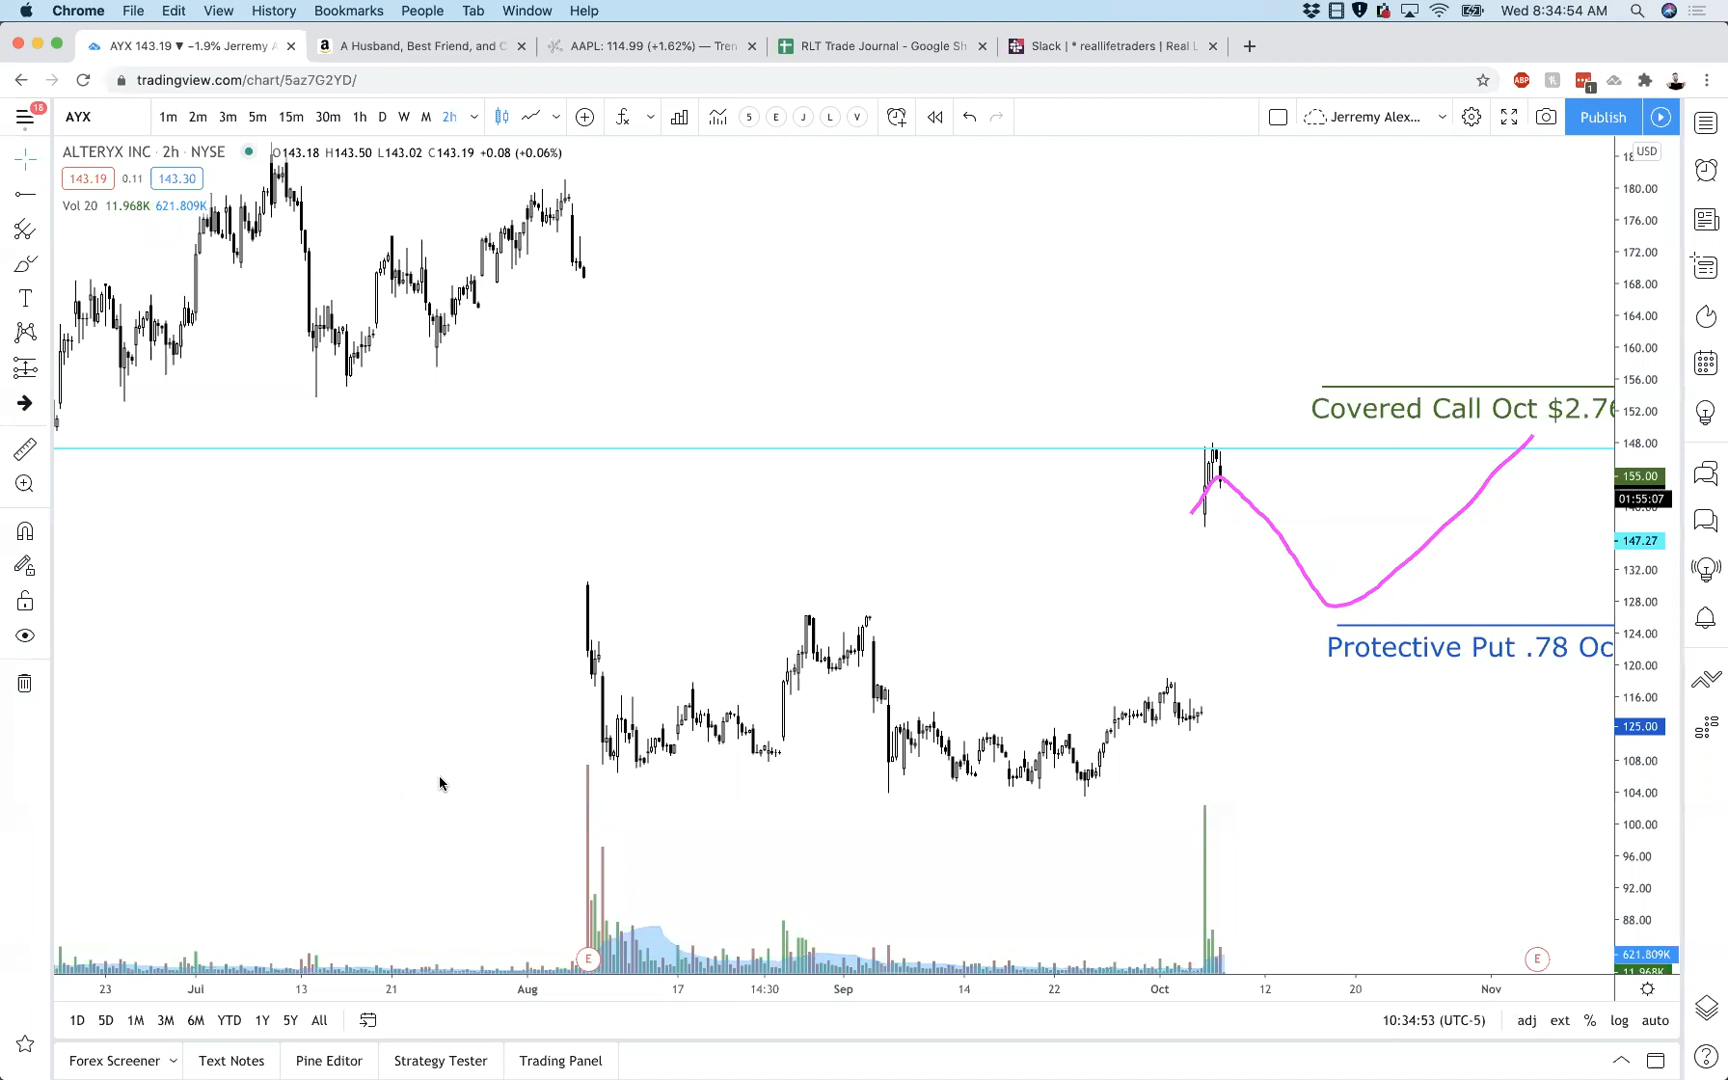 Chrome File Edit View History Bookmarks People Tab Window Help Wed 8:34:54 AM
AYX 143.19 ▼ −1.9% Jerremy A A Husband, Best Friend, and C AAPL: 114.99 (+1.62%) — Tren RLT Trade Journal - Google Sh Slack | * reallifetraders | Real L
tradingview.com/chart/5az7G2YD/ ABP 1
18
AYX 1m 2m 3m 5m 15m 30m 1h D W M 2h 5 E J L V Jerremy Alex... Publish
ALTERYX INC · 2h · NYSE O143.18 H143.50 L143.02 C143.19 +0.08 (+0.06%) USD
143.19 0.11 143.30
Vol 20 11.968K 621.809K
180.00
176.00
172.00
168.00
164.00
160.00
156.00
152.00
Covered Call Oct $2.76
148.00
155.00
01:55:07
147.27
132.00
128.00
124.00
Protective Put .78 Oc
120.00
116.00
125.00
108.00
104.00
100.00
96.00
92.00
88.00
621.809K
11.968K
E E
23 Jul 13 21 Aug 17 14:30 Sep 14 22 Oct 12 20 Nov
1D 5D 1M 3M 6M YTD 1Y 5Y All 10:34:53 (UTC-5) adj ext % log auto
Forex Screener Text Notes Pine Editor Strategy Tester Trading Panel